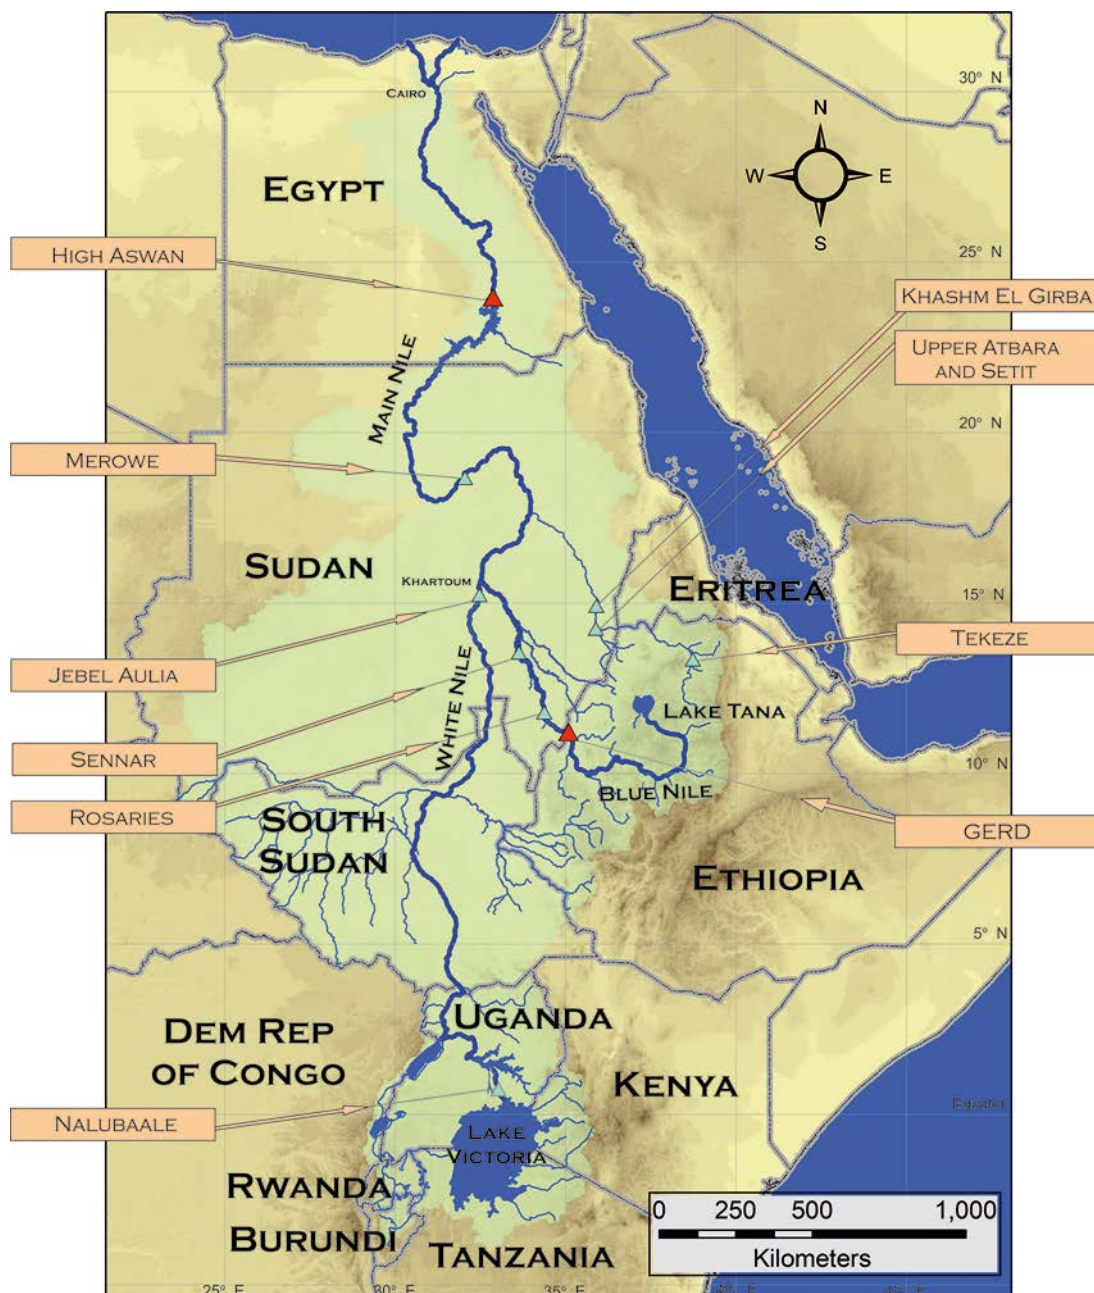 30° N
CAIRO
N
W E
S
EGYPT
25° N
HIGH ASWAN
KHASHM EL GIRBA
UPPER ATBARA
AND SETIT
MAIN NILE
20° N
MEROWE
SUDAN
KHARTOUM
ERITREA
15° N
TEKEZE
JEBEL AULIA
WHITE NILE
LAKE TANA
SENNAR
10° N
BLUE NILE
ROSARIES
SOUTH
SUDAN
GERD
ETHIOPIA
5° N
UGANDA
DEM REP
OF CONGO
KENYA
Equator
NALUBAALE
LAKE
VICTORIA
RWANDA
0 250 500 1,000
Kilometers
BURUNDI
TANZANIA
25° E
30° E
35° E